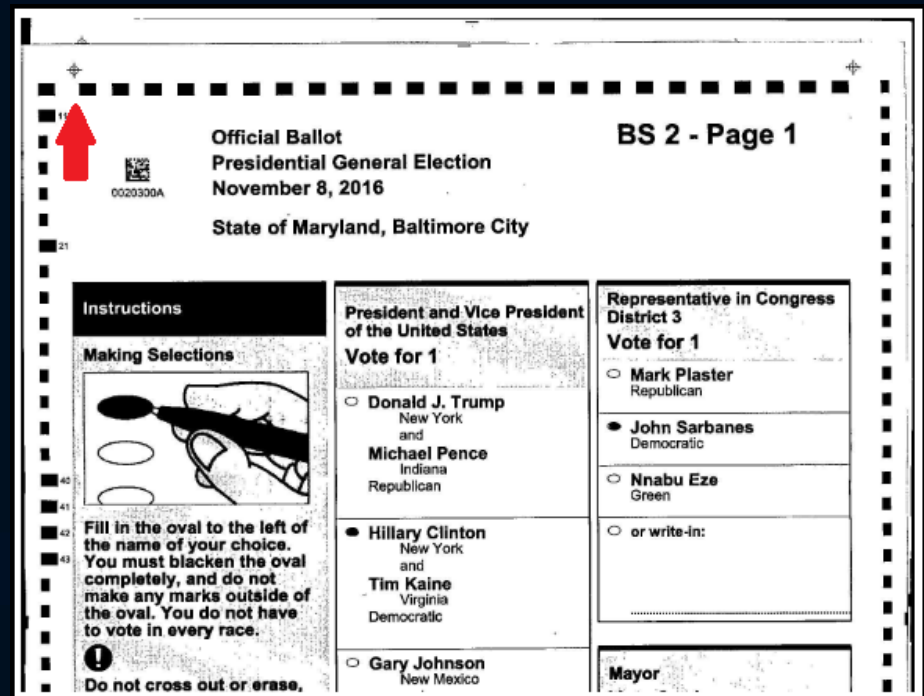 BS 2 - Page 1
Official Ballot
Presidential General Election
November 8, 2016
State of Maryland, Baltimore City
0020300A
11
21
40
41
42
43
Instructions
Making Selections
Fill in the oval to the left of
the name of your choice.
You must blacken the oval
completely, and do not
make any marks outside of
the oval. You do not have
to vote in every race.
Do not cross out or erase,
President and Vice President
of the United States
Vote for 1
Donald J. Trump
New York
and
Michael Pence
Indiana
Republican
Hillary Clinton
New York
and
Tim Kaine
Virginia
Democratic
Gary Johnson
New Mexico
Representative in Congress
District 3
Vote for 1
Mark Plaster
Republican
John Sarbanes
Democratic
Nnabu Eze
Green
or write-in:
Mayor